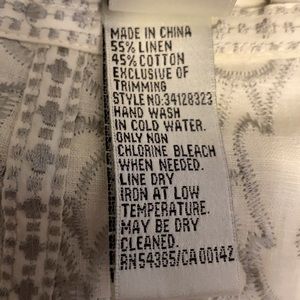 MADE IN CHINA
55% LINEN
45% COTTON
EXCLUSIVE OF
TRIMMING
STYLE NO:34128323
HAND WASH
IN COLD WATER.
ONLY NON
CHLORINE BLEACH
WHEN NEEDED.
LINE DRY
IRON AT LOW
TEMPERATURE.
MAY BE DRY
CLEANED.
RN54365/CA00142